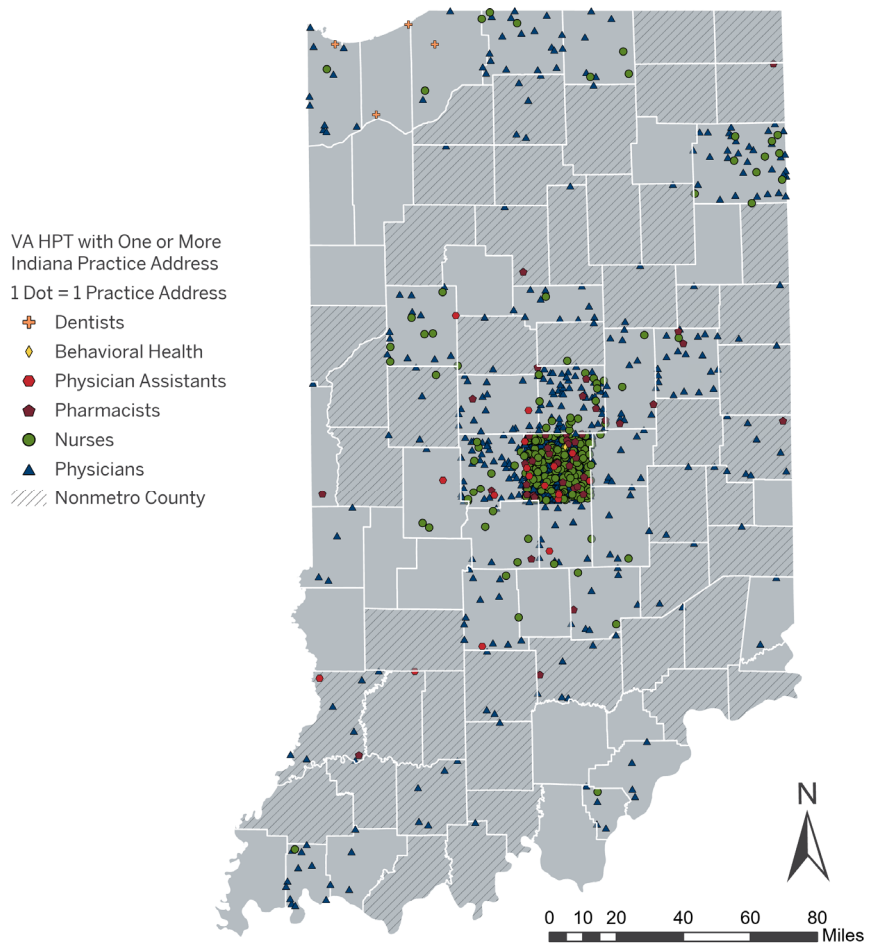 VA HPT with One or More
Indiana Practice Address
1 Dot = 1 Practice Address
Dentists
Behavioral Health
Physician Assistants
Pharmacists
Nurses
Physicians
Nonmetro County
N
0 10 20 40 60 80
Miles